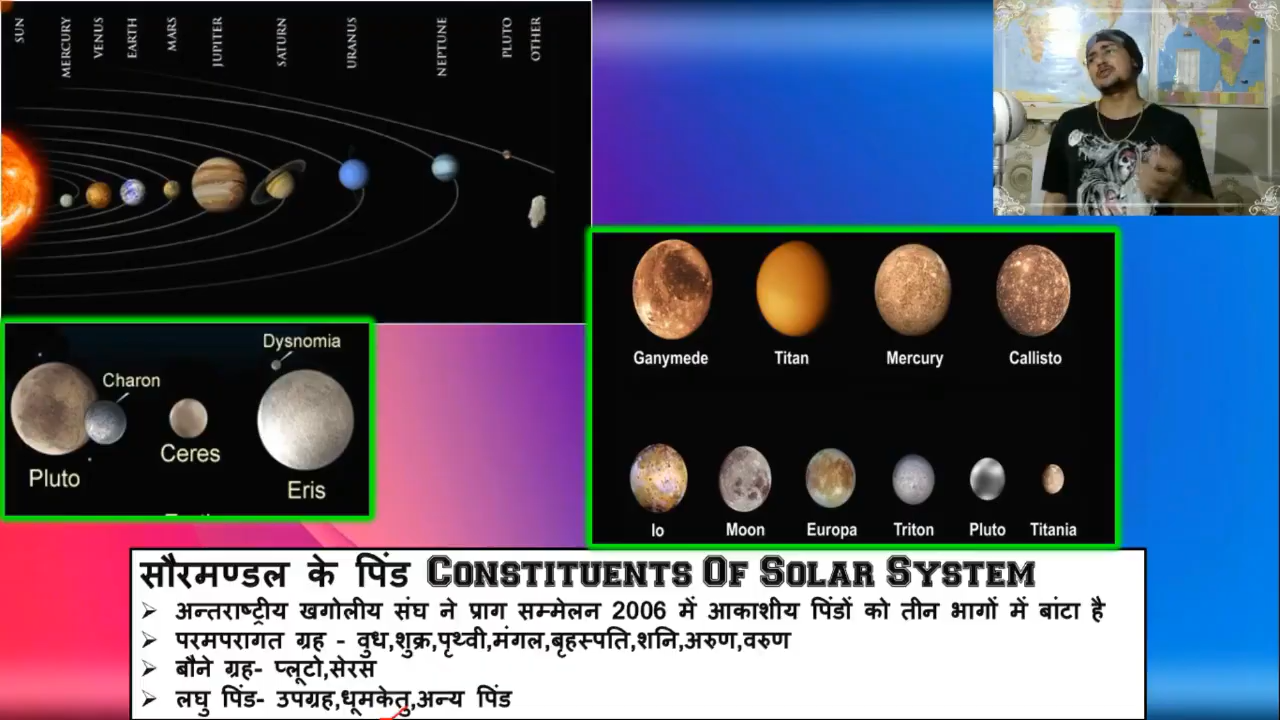 SUN
MERCURY
VENUS
EARTH
MARS
JUPITER
SATURN
URANUS
NEPTUNE
PLUTO
OTHER
Dysnomia
Charon
Ceres
Pluto
Eris
Ganymede Titan Mercury Callisto
Io Moon Europa Triton Pluto Titania
सौरमण्डल के पिंड CONSTITUENTS OF SOLAR SYSTEM
➢ अन्तराष्ट्रीय खगोलीय संघ ने प्राग सम्मेलन 2006 में आकाशीय पिंडों को तीन भागों में बांटा है
➢ परमपरागत ग्रह - वुध,शुक्र,पृथ्वी,मंगल,बृहस्पति,शनि,अरुण,वरुण
➢ बौने ग्रह- प्लूटो,सेरस
➢ लघु पिंड- उपग्रह,धूमकेतु,अन्य पिंड